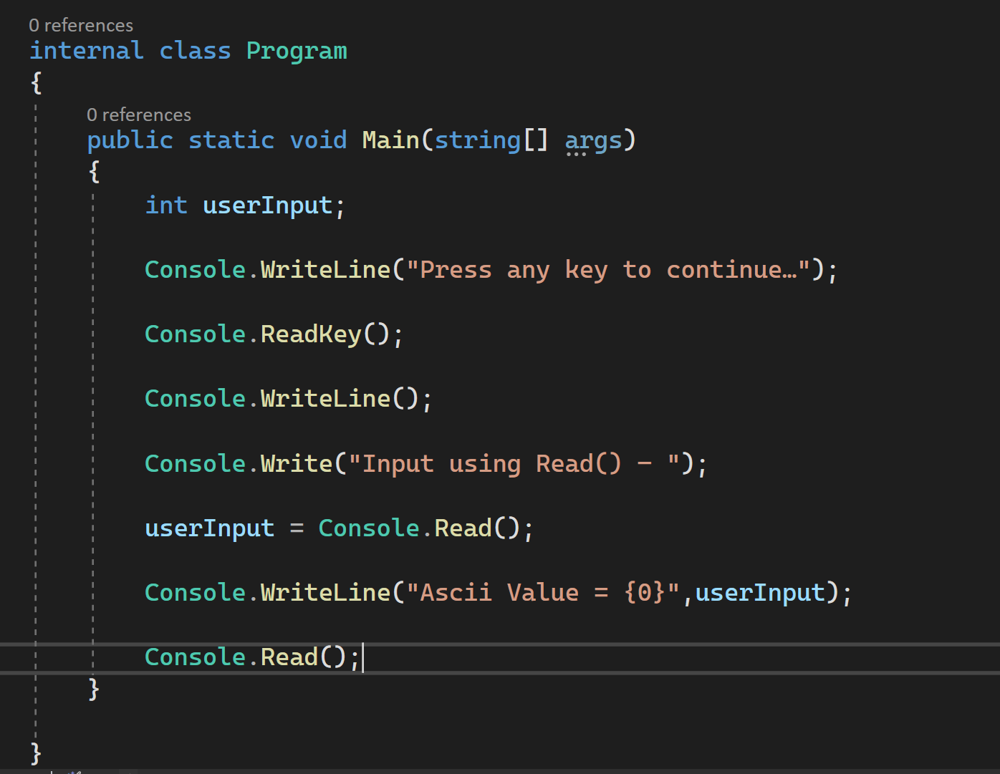 0 references
internal class Program
{
0 references
public static void Main(string[] args)
{
int userInput;
Console.WriteLine("Press any key to continue…");
Console.ReadKey();
Console.WriteLine();
Console.Write("Input using Read() - ");
userInput = Console.Read();
Console.WriteLine("Ascii Value = {0}",userInput);
Console.Read();
}
}